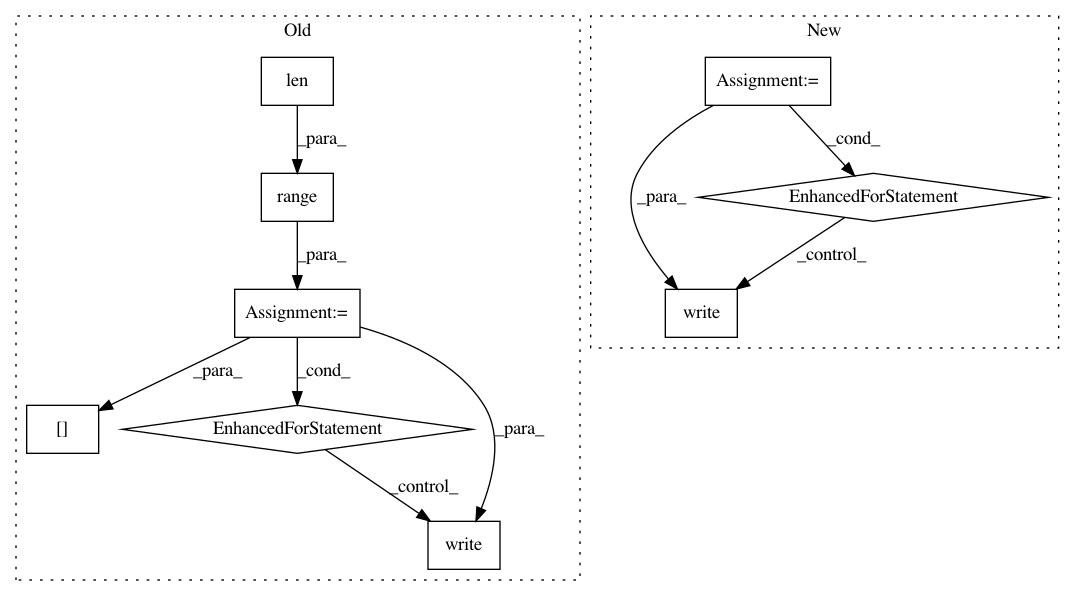 Old
len
_para_
range
_para_
Assignment:=
_para_
_cond_
_para_
[]
EnhancedForStatement
_control_
write
New
Assignment:=
_cond_
_para_
EnhancedForStatement
_control_
write